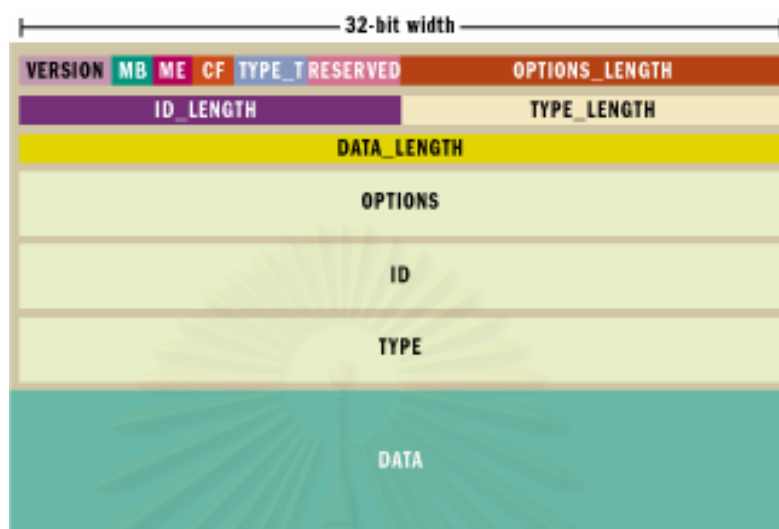 32-bit width
VERSION MB ME CF TYPE_T RESERVED OPTIONS_LENGTH
ID_LENGTH TYPE_LENGTH
DATA_LENGTH
OPTIONS
ID
TYPE
DATA